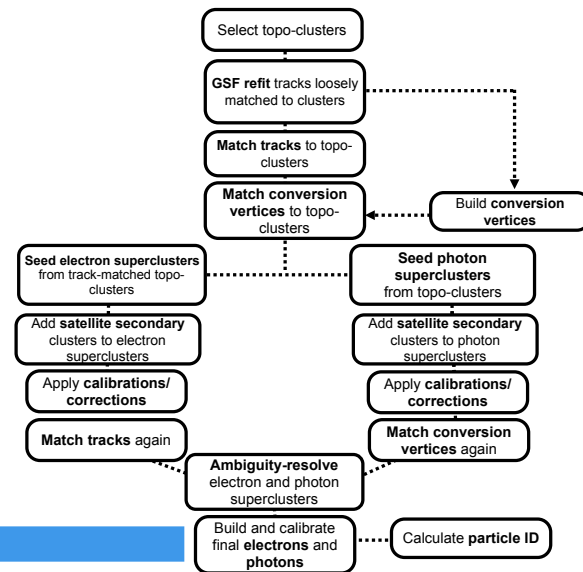 Select topo-clusters
GSF refit tracks loosely
matched to clusters
Match tracks to topo-
clusters
Match conversion
vertices to topo-
clusters
Build conversion
vertices
Seed electron superclusters
from track-matched topo-
clusters
Add satellite secondary
clusters to electron
superclusters
Apply calibrations/
corrections
Match tracks again
Seed photon
superclusters
from topo-clusters
Add satellite secondary
clusters to photon
superclusters
Apply calibrations/
corrections
Match conversion
vertices again
Ambiguity-resolve
electron and photon
superclusters
Build and calibrate
final electrons and
photons
Calculate particle ID